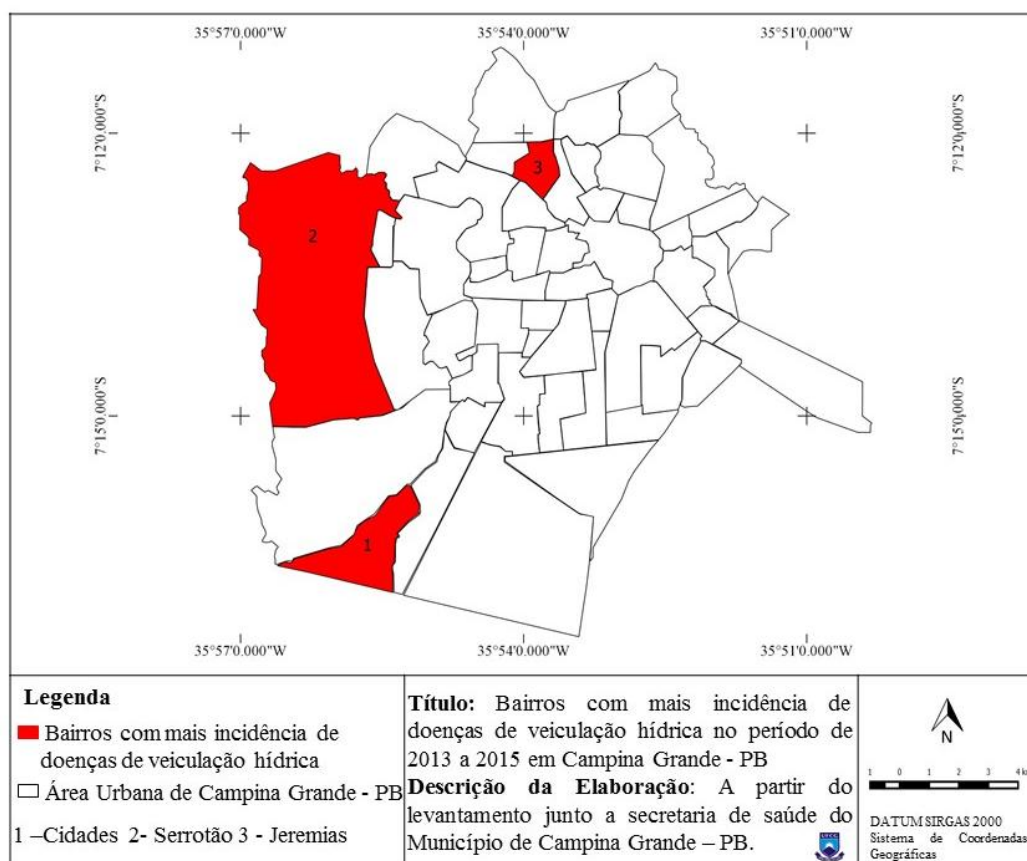 35°57'0.000"W 35°54'0.000"W 35°51'0.000"W
7°12'0,000"S 7°12'0,000"S
3
2
7°15'0,000"S 7°15'0,000"S
1
35°57'0.000"W 35°54'0.000"W 35°51'0.000"W
Legenda
Bairros com mais incidência de
doenças de veiculação hídrica
Área Urbana de Campina Grande - PB
1 –Cidades 2- Serrotão 3 - Jeremias
Título: Bairros com mais incidência de
doenças de veiculação hídrica no período de
2013 a 2015 em Campina Grande - PB
Descrição da Elaboração: A partir do
levantamento junto a secretaria de saúde do
Município de Campina Grande – PB.
N
1 0 1 2 3 4 k
DATUM SIRGAS 2000
Sistema de Coordenadas
Geográficas